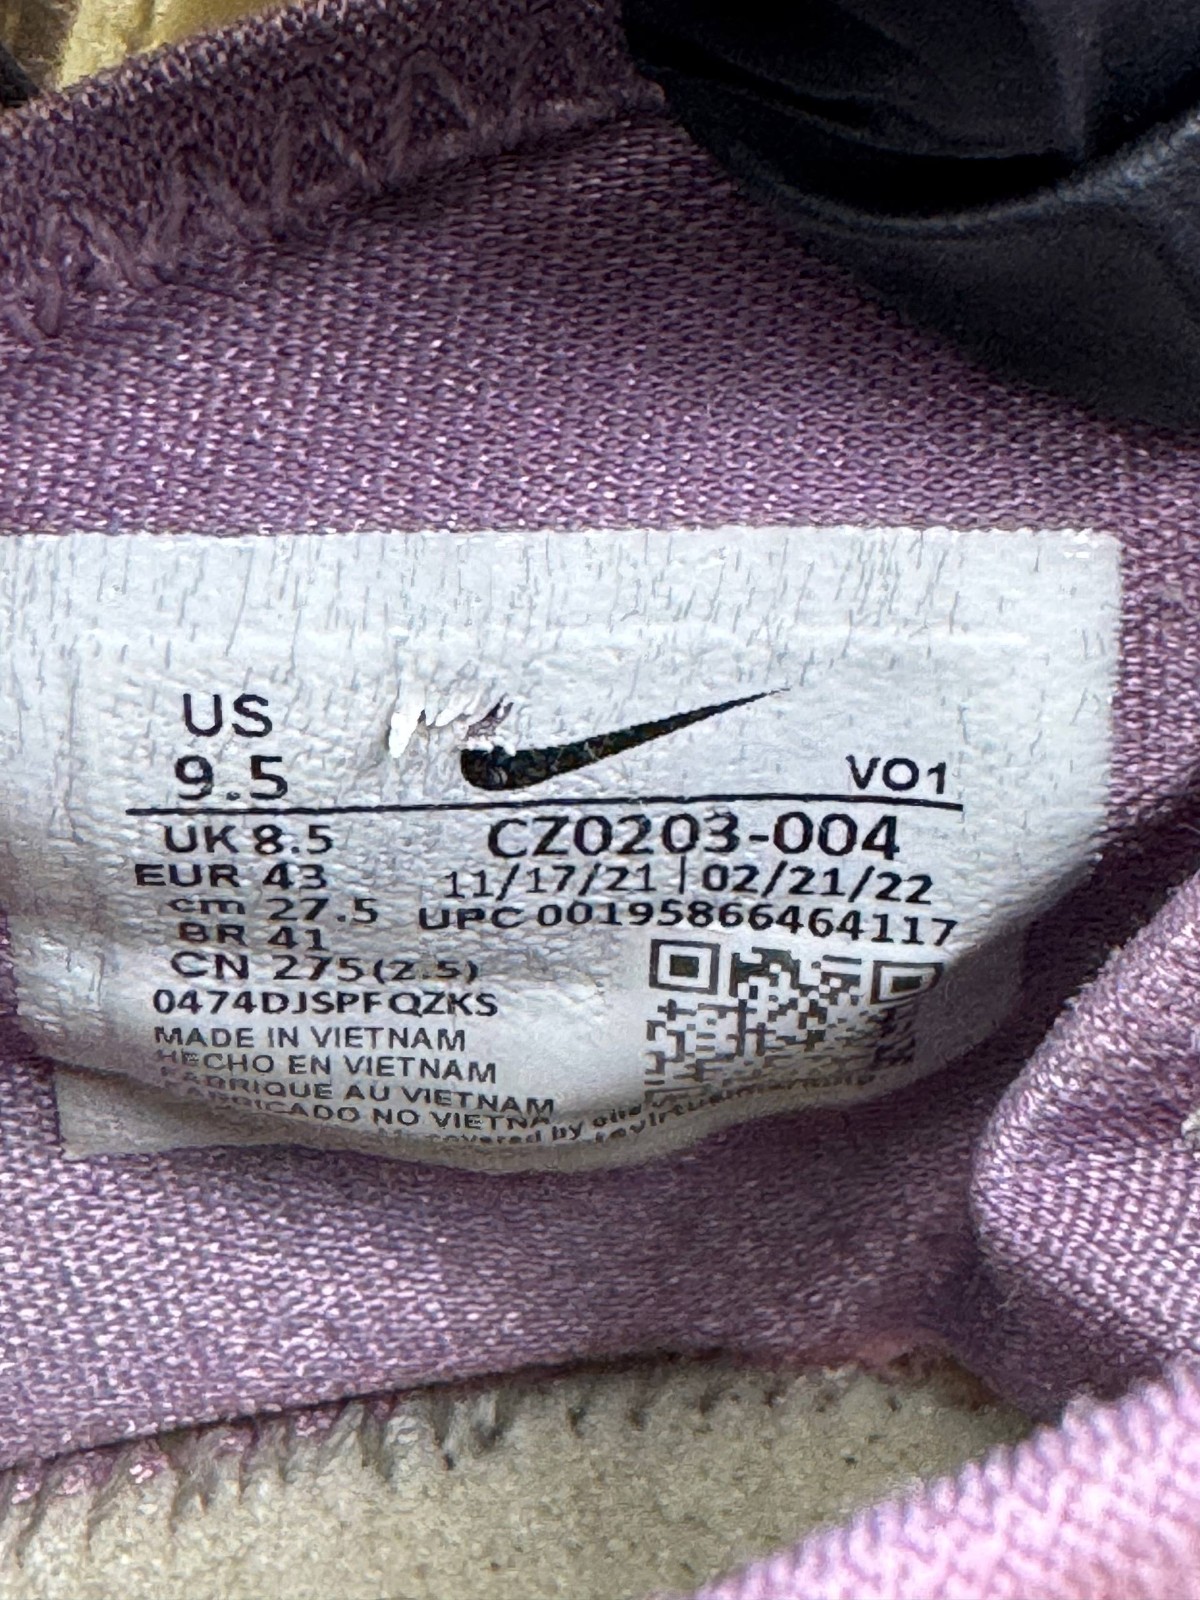 US
9.5
VO1
UK 8.5
CZ0203-004
EUR 43
11/17/21 | 02/21/22
cm 27.5
UPC 00195866464117
BR 41
CN 275(2.5)
0474DJSPFQZKS
MADE IN VIETNAM
HECHO EN VIETNAM
FABRIQUE AU VIETNAM
FABRICADO NO VIETNA
covered by